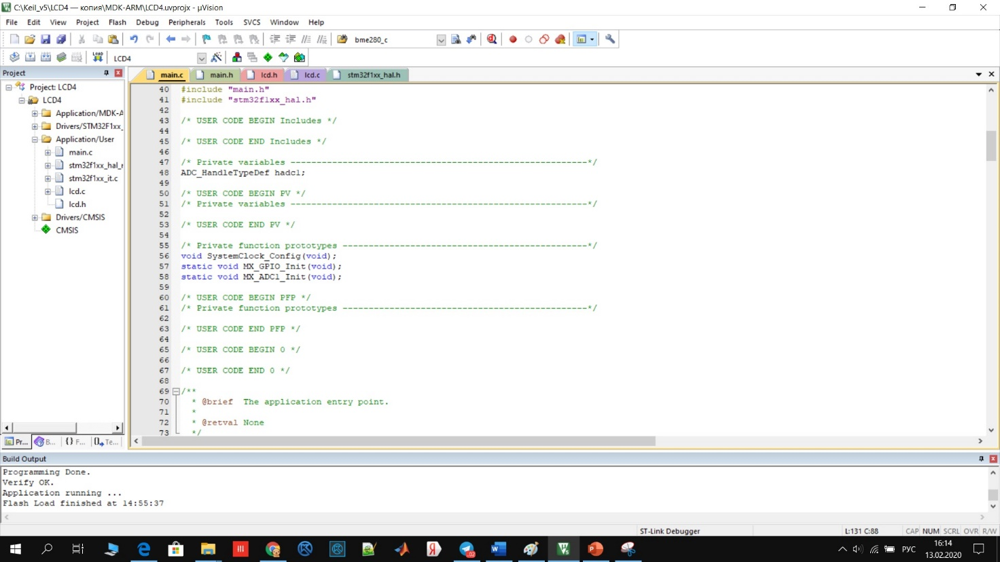 C:\Keil_v5\LCD4 — копия\MDK-ARM\LCD4.uvprojx - µVision
File Edit View Project Flash Debug Peripherals Tools SVCS Window Help
bme280_c
LOAD LCD4
Project
main.c main.h lcd.h lcd.c stm32f1xx_hal.h
Project: LCD4
LCD4
Application/MDK-A
Drivers/STM32F1xx_
Application/User
main.c
stm32f1xx_hal_r
stm32f1xx_it.c
lcd.c
lcd.h
Drivers/CMSIS
CMSIS
Pr... B... {} F... Te...
40 #include "main.h"
41 #include "stm32f1xx_hal.h"
42
43 /* USER CODE BEGIN Includes */
44
45 /* USER CODE END Includes */
46
47 /* Private variables ---------------------------------------------------------*/
48 ADC_HandleTypeDef hadc1;
49
50 /* USER CODE BEGIN PV */
51 /* Private variables ---------------------------------------------------------*/
52
53 /* USER CODE END PV */
54
55 /* Private function prototypes -----------------------------------------------*/
56 void SystemClock_Config(void);
57 static void MX_GPIO_Init(void);
58 static void MX_ADC1_Init(void);
59
60 /* USER CODE BEGIN PFP */
61 /* Private function prototypes -----------------------------------------------*/
62
63 /* USER CODE END PFP */
64
65 /* USER CODE BEGIN 0 */
66
67 /* USER CODE END 0 */
68
69 /**
70 * @brief The application entry point.
71 *
72 * @retval None
73 */
Build Output
Programming Done.
Verify OK.
Application running ...
Flash Load finished at 14:55:37
ST-Link Debugger L:131 C:88 CAP NUM SCRL OVR R/W
РУС 16:14
13.02.2020